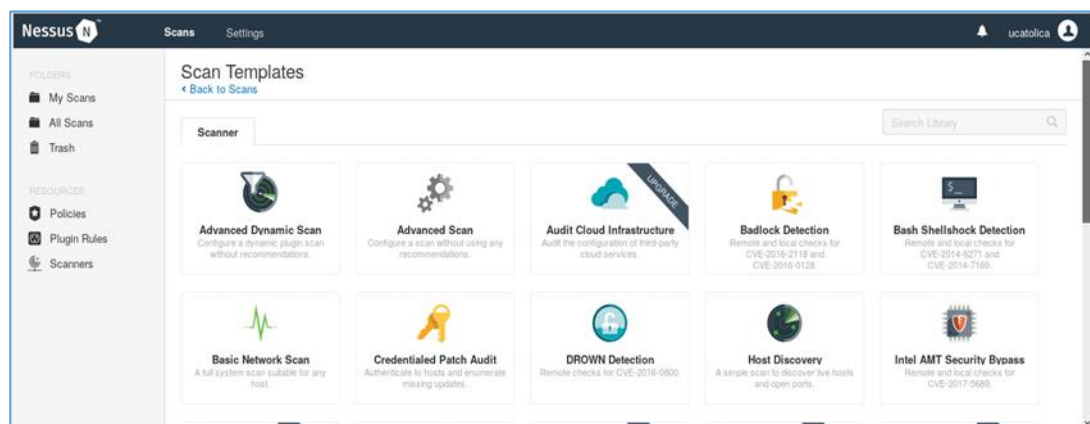 Nessus N
Scans Settings
ucatolica
FOLDERS
My Scans
All Scans
Trash
RESOURCES
Policies
Plugin Rules
Scanners
Scan Templates
Back to Scans
Scanner
Search Library
Advanced Dynamic Scan
Configure a dynamic plugin scan
without recommendations.
Advanced Scan
Configure a scan without using any
recommendations.
UPGRADE
Audit Cloud Infrastructure
Audit the configuration of third-party
cloud services.
Badlock Detection
Remote and local checks for
CVE-2016-2118 and
CVE-2016-0128.
$_
Bash Shellshock Detection
Remote and local checks for
CVE-2014-6271 and
CVE-2014-7169.
Basic Network Scan
A full system scan suitable for any
host.
Credentialed Patch Audit
Authenticate to hosts and enumerate
missing updates.
DROWN Detection
Remote checks for CVE-2016-0800.
Host Discovery
A simple scan to discover live hosts
and open ports.
Intel AMT Security Bypass
Remote and local checks for
CVE-2017-5689.